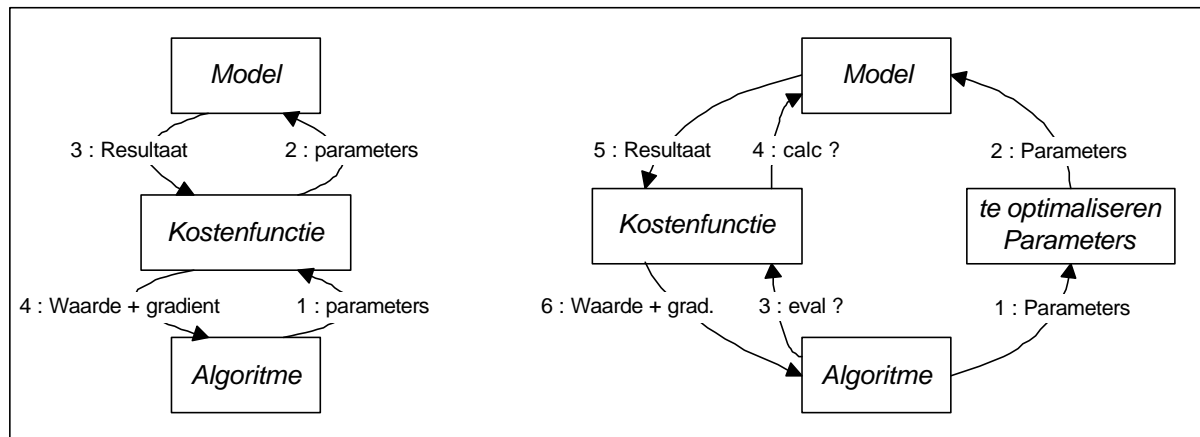 Model
3 : Resultaat
2 : parameters
Kostenfunctie
4 : Waarde + gradient
1 : parameters
Algoritme
Model
5 : Resultaat
4 : calc ?
2 : Parameters
Kostenfunctie
te optimaliseren
Parameters
6 : Waarde + grad.
3 : eval ?
1 : Parameters
Algoritme